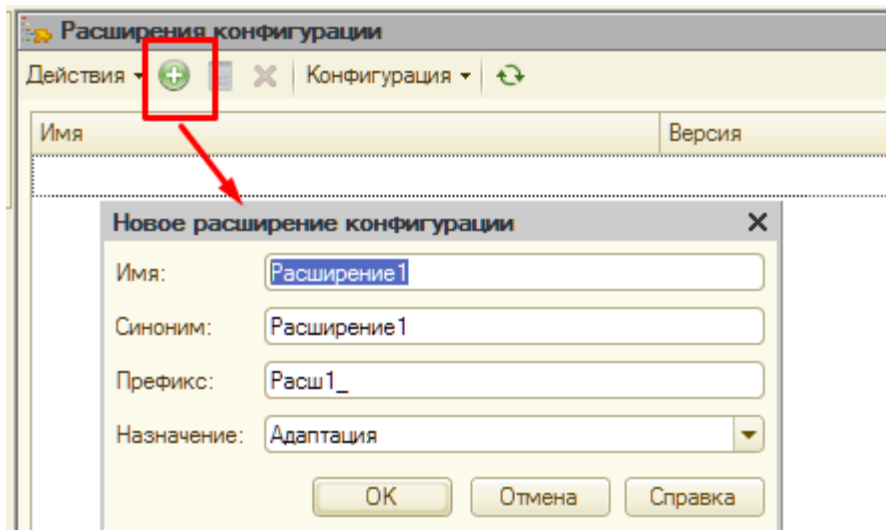 Расширения конфигурации
Действия Конфигурация
Имя Версия
Новое расширение конфигурации
Имя: Расширение1
Синоним: Расширение1
Префикс: Расш1_
Назначение: Адаптация
OK Отмена Справка